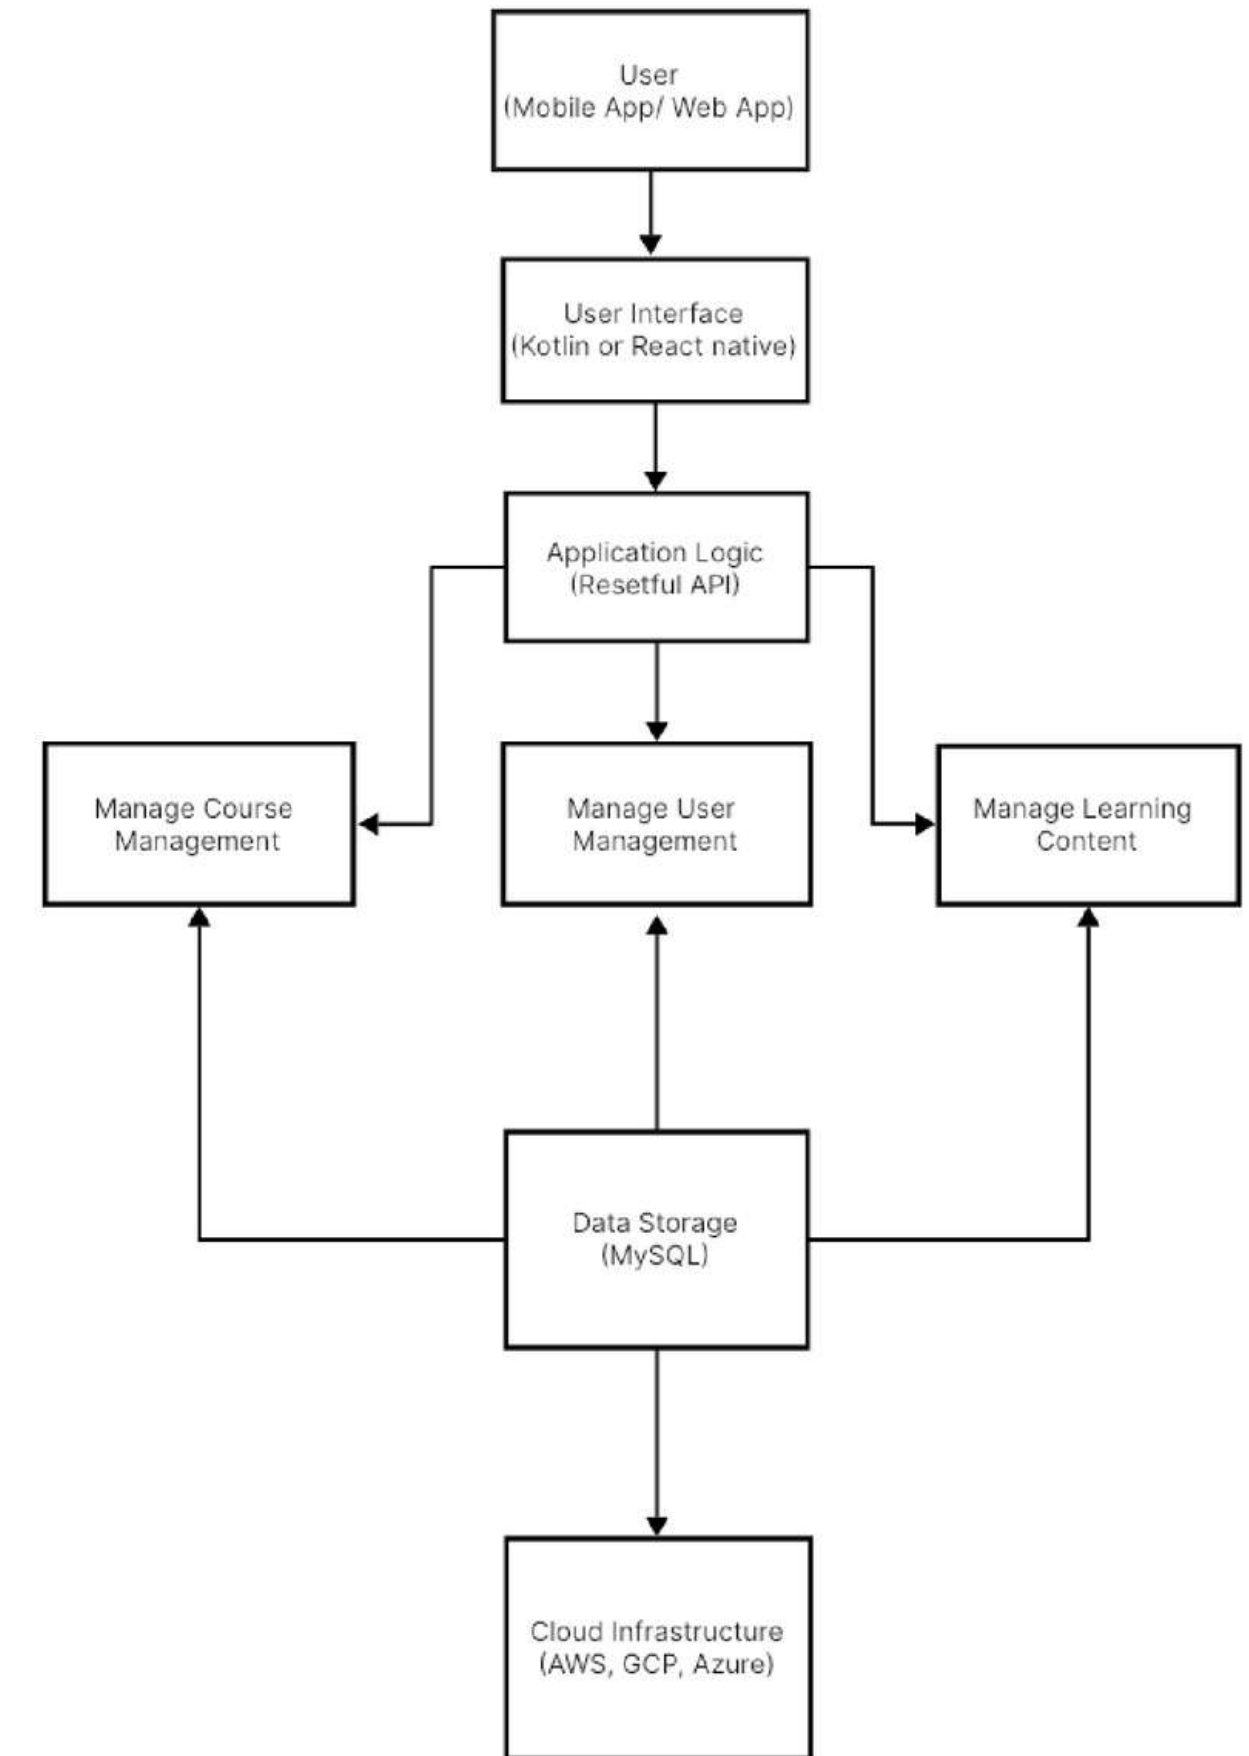 User
(Mobile App/ Web App)
User Interface
(Kotlin or React native)
Application Logic
(Resetful API)
Manage Course
Management
Manage User
Management
Manage Learning
Content
Data Storage
(MySQL)
Cloud Infrastructure
(AWS, GCP, Azure)